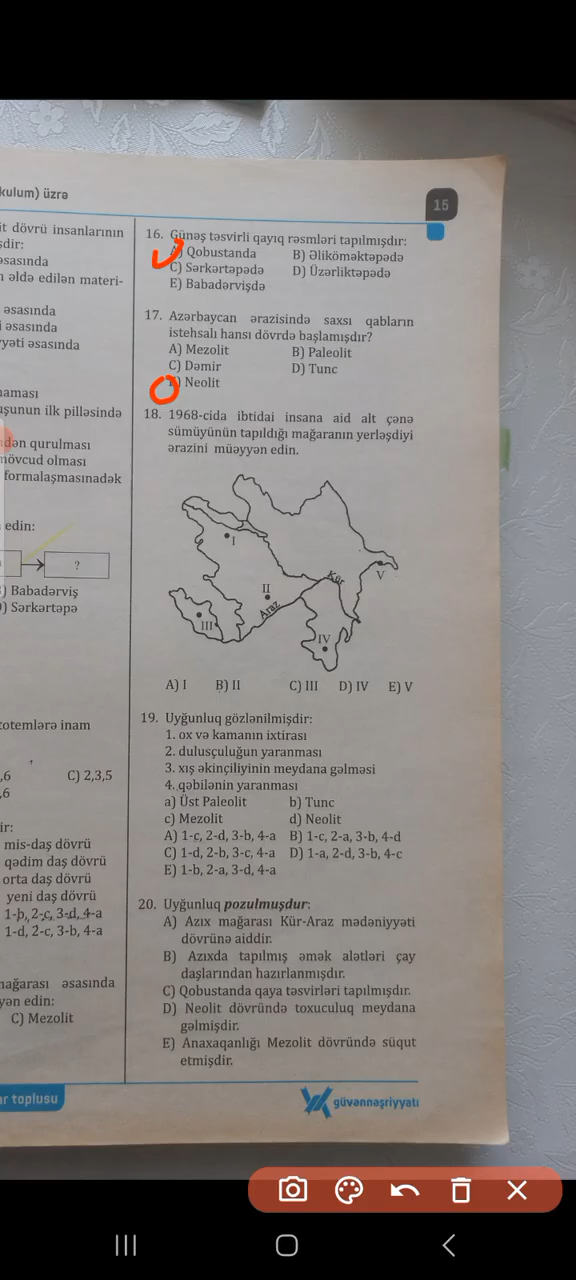 kulum) üzrə
15
it dövrü insanlarının
şdir:
əsasında
n əldə edilən materi-
əsasında
i əsasında
yyəti əsasında
naması
uşunun ilk pilləsində
dən qurulması
mövcud olması
formalaşmasınadək
edin:
?
) Babadərviş
) Sərkərtəpə
totemlərə inam
,6 C) 2,3,5
,6
ir:
mis-daş dövrü
qədim daş dövrü
orta daş dövrü
yeni daş dövrü
1-b, 2-c, 3-d, 4-a
1-d, 2-c, 3-b, 4-a
mağarası əsasında
yən edin:
C) Mezolit
ar toplusu
16. Günəş təsvirli qayıq rəsmləri tapılmışdır:
A) Qobustanda B) Əliköməktəpədə
C) Sərkərtəpədə D) Üzərliktəpədə
E) Babadərvişdə
17. Azərbaycan ərazisində saxsı qabların
istehsalı hansı dövrdə başlamışdır?
A) Mezolit B) Paleolit
C) Dəmir D) Tunc
E) Neolit
18. 1968-cida ibtidai insana aid alt çənə
sümüyünün tapıldığı mağaranın yerləşdiyi
ərazini müəyyən edin.
I
V
Kür
II
Araz
III
IV
A) I B) II C) III D) IV E) V
19. Uyğunluq gözlənilmişdir:
1. ox və kamanın ixtirası
2. dulusçuluğun yaranması
3. xış əkinçiliyinin meydana gəlməsi
4. qəbilənin yaranması
a) Üst Paleolit b) Tunc
c) Mezolit d) Neolit
A) 1-c, 2-d, 3-b, 4-a B) 1-c, 2-a, 3-b, 4-d
C) 1-d, 2-b, 3-c, 4-a D) 1-a, 2-d, 3-b, 4-c
E) 1-b, 2-a, 3-d, 4-a
20. Uyğunluq pozulmuşdur:
A) Azıx mağarası Kür-Araz mədəniyyəti
dövrünə aiddir.
B) Azıxda tapılmış əmək alətləri çay
daşlarından hazırlanmışdır.
C) Qobustanda qaya təsvirləri tapılmışdır.
D) Neolit dövründə toxuculuq meydana
gəlmişdir.
E) Anaxaqanlığı Mezolit dövründə süqut
etmişdir.
güvənnəşriyyatı